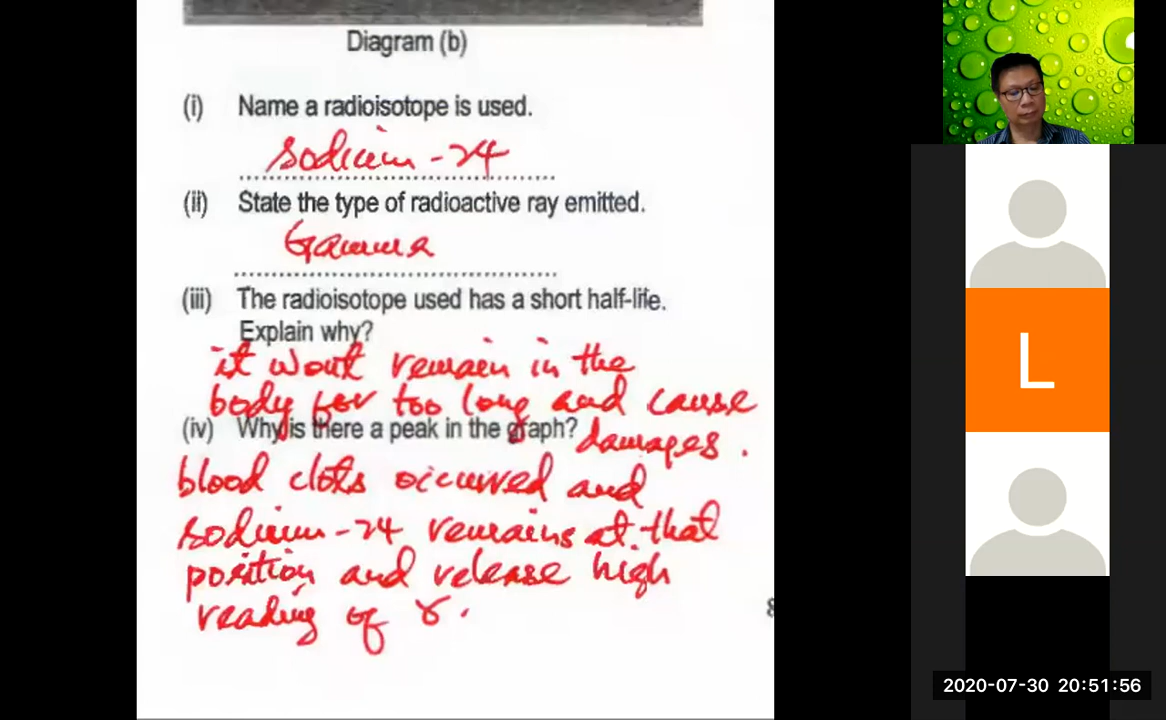 Diagram (b)
(i) Name a radioisotope is used.
sodium - 24
(ii) State the type of radioactive ray emitted.
Gamma
(iii) The radioisotope used has a short half-life.
Explain why?
it wont remain in the
body for too long and cause
damages.
(iv) Why is there a peak in the graph?
blood clots occurred and
sodium - 24 remains at that
position and release high
reading of γ.
8
L
2020-07-30 20:51:56